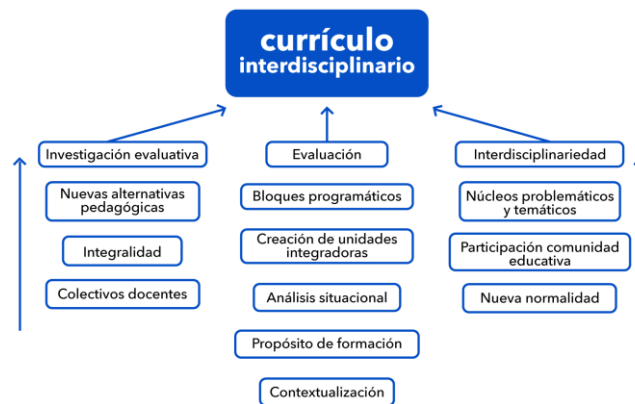 currículo
interdisciplinario
Investigación evaluativa
Nuevas alternativas
pedagógicas
Integralidad
Colectivos docentes
Evaluación
Bloques programáticos
Creación de unidades
integradoras
Análisis situacional
Propósito de formación
Contextualización
Interdisciplinariedad
Núcleos problemáticos
y temáticos
Participación comunidad
educativa
Nueva normalidad